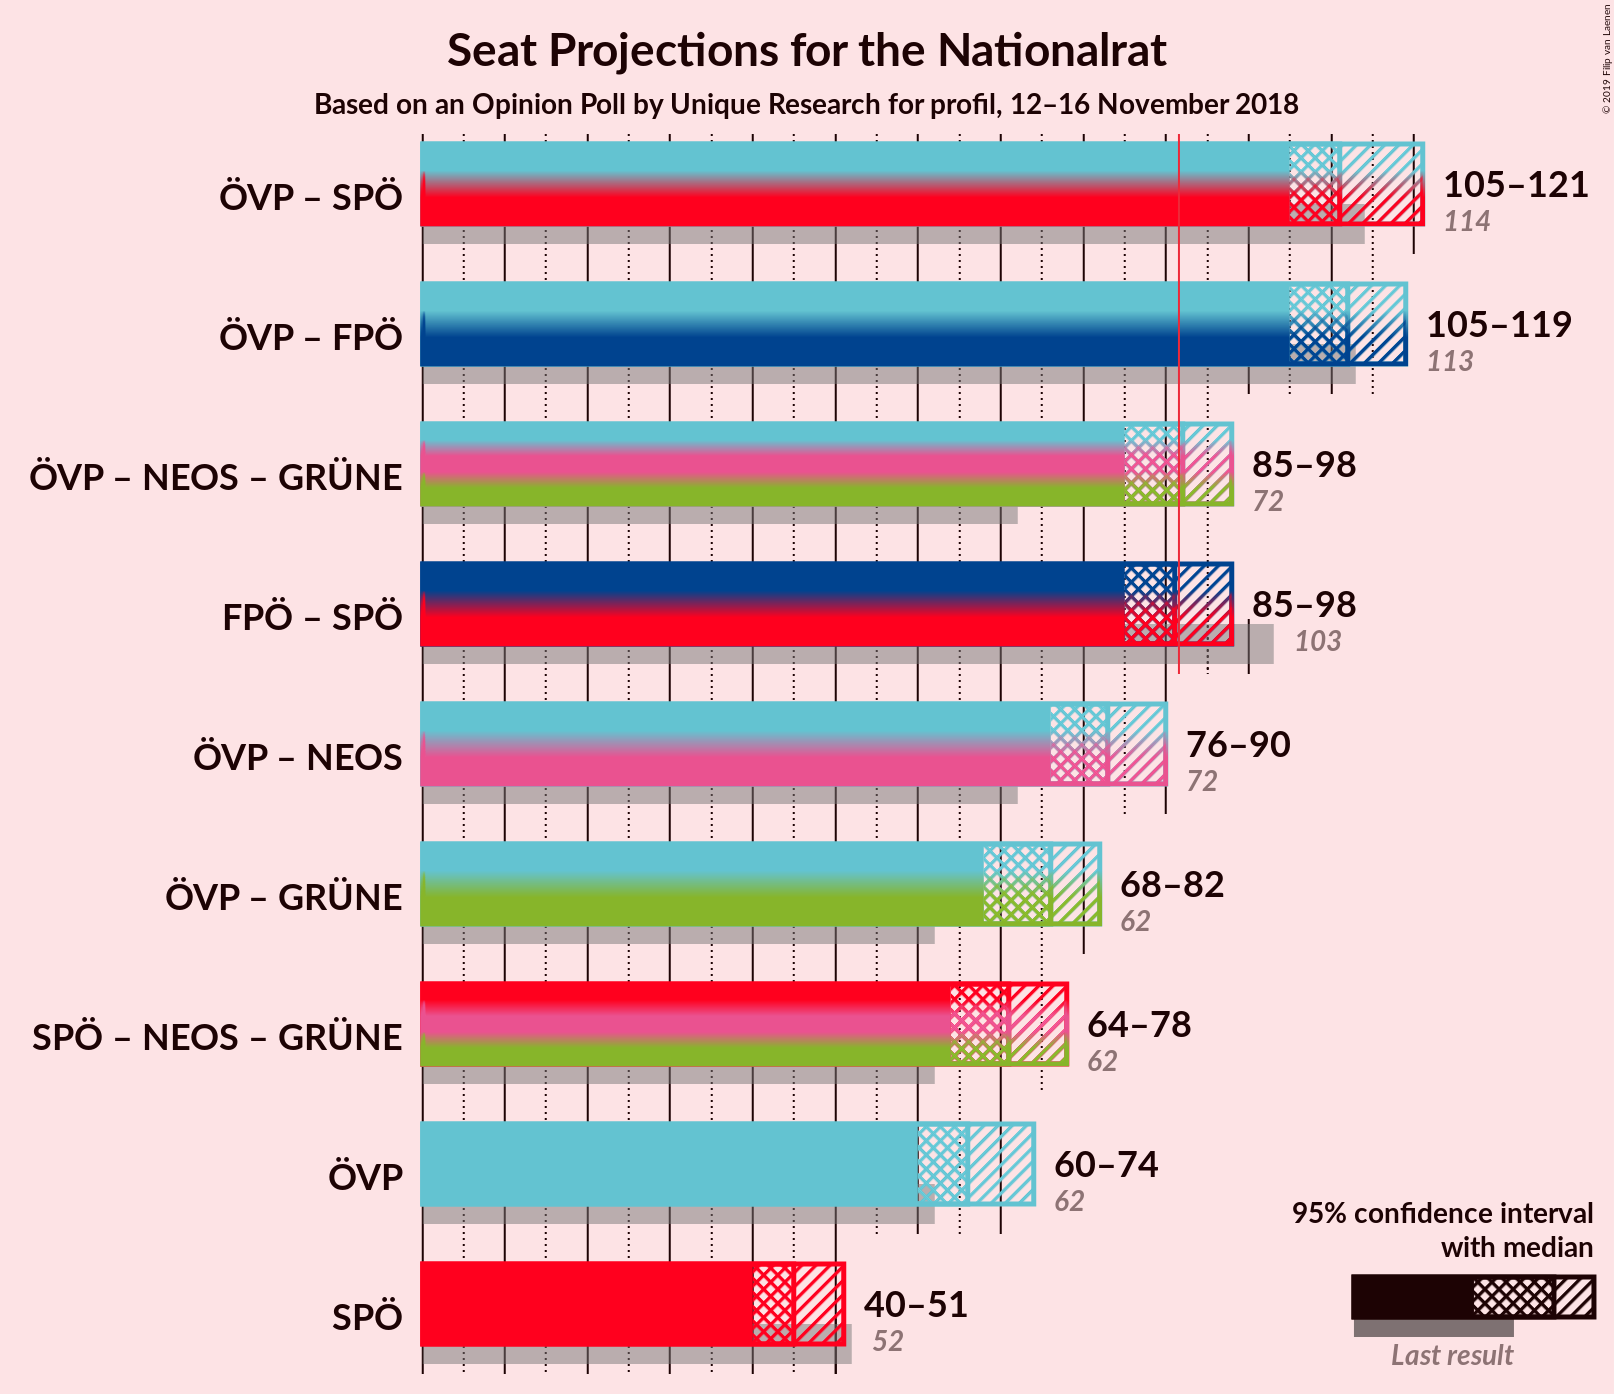 Seat Projections for the Nationalrat
Based on an Opinion Poll by Unique Research for profil, 12–16 November 2018
© 2019 Filip van Laenen
ÖVP – SPÖ
105–121
114
ÖVP – FPÖ
105–119
113
ÖVP – NEOS – GRÜNE
85–98
72
FPÖ – SPÖ
85–98
103
ÖVP – NEOS
76–90
72
ÖVP – GRÜNE
68–82
62
SPÖ – NEOS – GRÜNE
64–78
62
ÖVP
60–74
62
SPÖ
40–51
52
95% confidence interval
with median
Last result